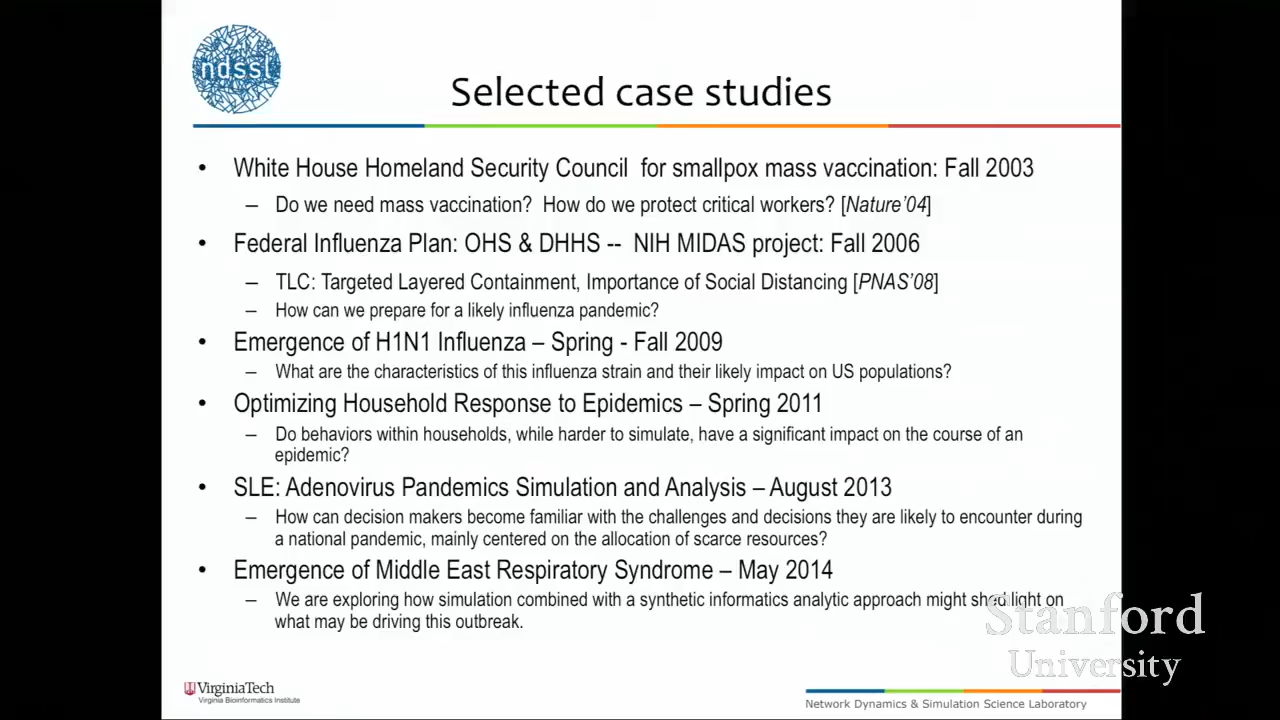 ndssl
Selected case studies
• White House Homeland Security Council for smallpox mass vaccination: Fall 2003
– Do we need mass vaccination? How do we protect critical workers? [Nature’04]
• Federal Influenza Plan: OHS & DHHS -- NIH MIDAS project: Fall 2006
– TLC: Targeted Layered Containment, Importance of Social Distancing [PNAS’08]
– How can we prepare for a likely influenza pandemic?
• Emergence of H1N1 Influenza – Spring - Fall 2009
– What are the characteristics of this influenza strain and their likely impact on US populations?
• Optimizing Household Response to Epidemics – Spring 2011
– Do behaviors within households, while harder to simulate, have a significant impact on the course of an
epidemic?
• SLE: Adenovirus Pandemics Simulation and Analysis – August 2013
– How can decision makers become familiar with the challenges and decisions they are likely to encounter during
a national pandemic, mainly centered on the allocation of scarce resources?
• Emergence of Middle East Respiratory Syndrome – May 2014
– We are exploring how simulation combined with a synthetic informatics analytic approach might shed light on
what may be driving this outbreak.
Stanford
University
VirginiaTech
Virginia Bioinformatics Institute
Network Dynamics & Simulation Science Laboratory